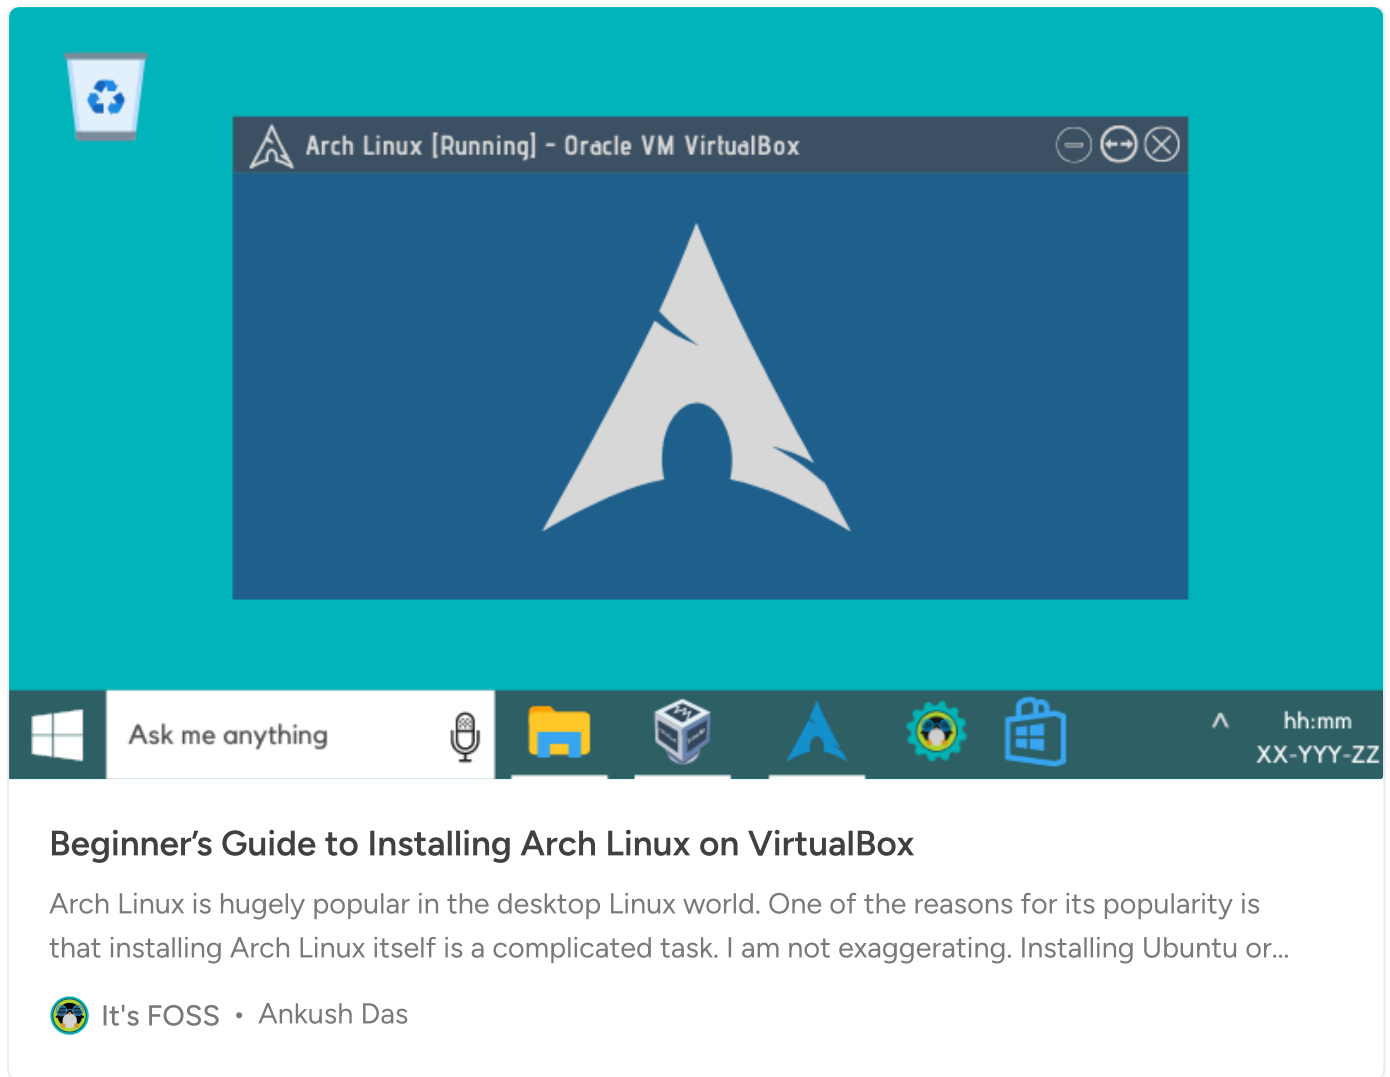 Arch Linux [Running] - Oracle VM VirtualBox
Ask me anything
^
hh:mm
XX-YYY-ZZ
Beginner’s Guide to Installing Arch Linux on VirtualBox
Arch Linux is hugely popular in the desktop Linux world. One of the reasons for its popularity is
that installing Arch Linux itself is a complicated task. I am not exaggerating. Installing Ubuntu or...
It's FOSS • Ankush Das